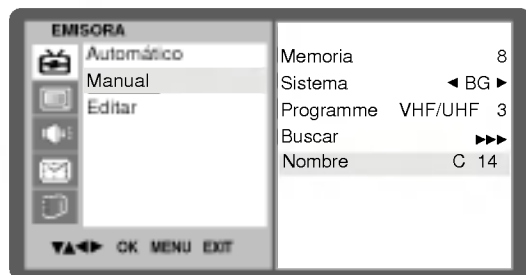 EMISORA
Automático
Manual
Editar
▼▲◀▶ OK MENU EXIT
Memoria 8
Sistema ◀ BG ▶
Programme VHF/UHF 3
Buscar ▶▶▶
Nombre C 14